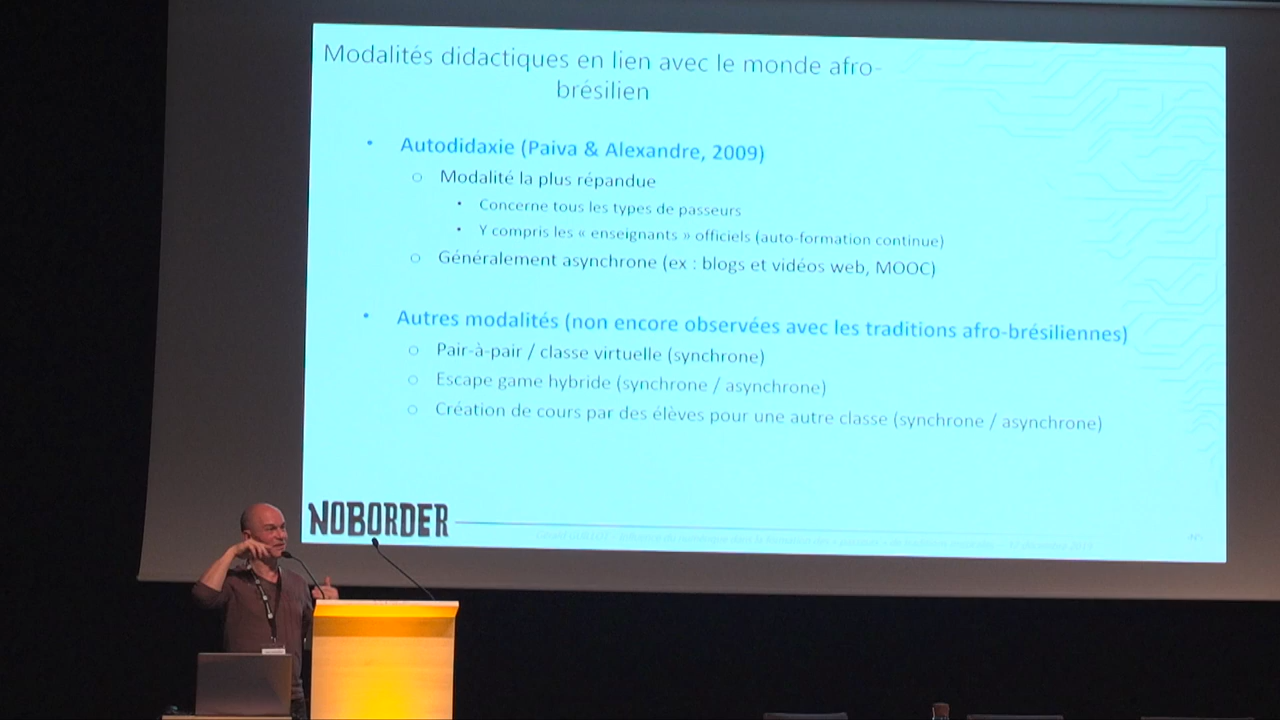 Modalités didactiques en lien avec le monde afro-
brésilien
• Autodidaxie (Paiva & Alexandre, 2009)
○ Modalité la plus répandue
• Concerne tous les types de passeurs
• Y compris les « enseignants » officiels (auto-formation continue)
○ Généralement asynchrone (ex : blogs et vidéos web, MOOC)
• Autres modalités (non encore observées avec les traditions afro-brésiliennes)
○ Pair-à-pair / classe virtuelle (synchrone)
○ Escape game hybride (synchrone / asynchrone)
○ Création de cours par des élèves pour une autre classe (synchrone / asynchrone)
NOBORDER